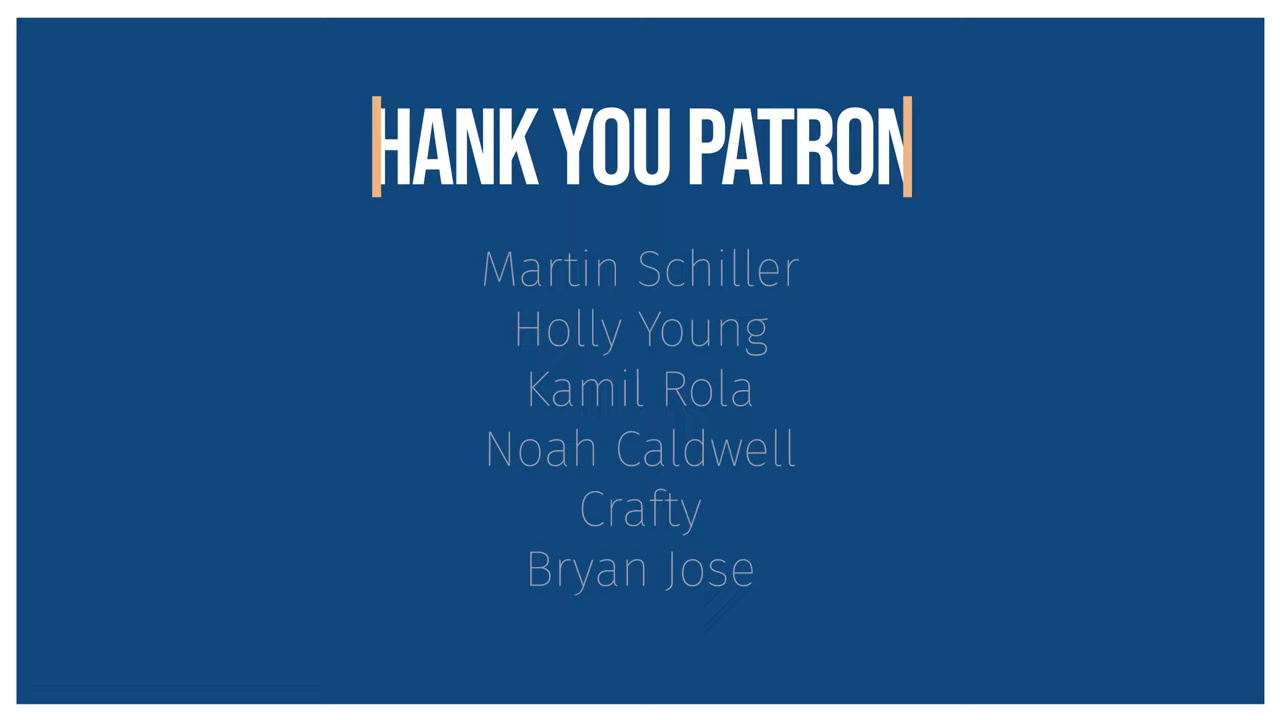 HANK YOU PATRON
Martin Schiller
Holly Young
Kamil Rola
Noah Caldwell
Crafty
Bryan Jose